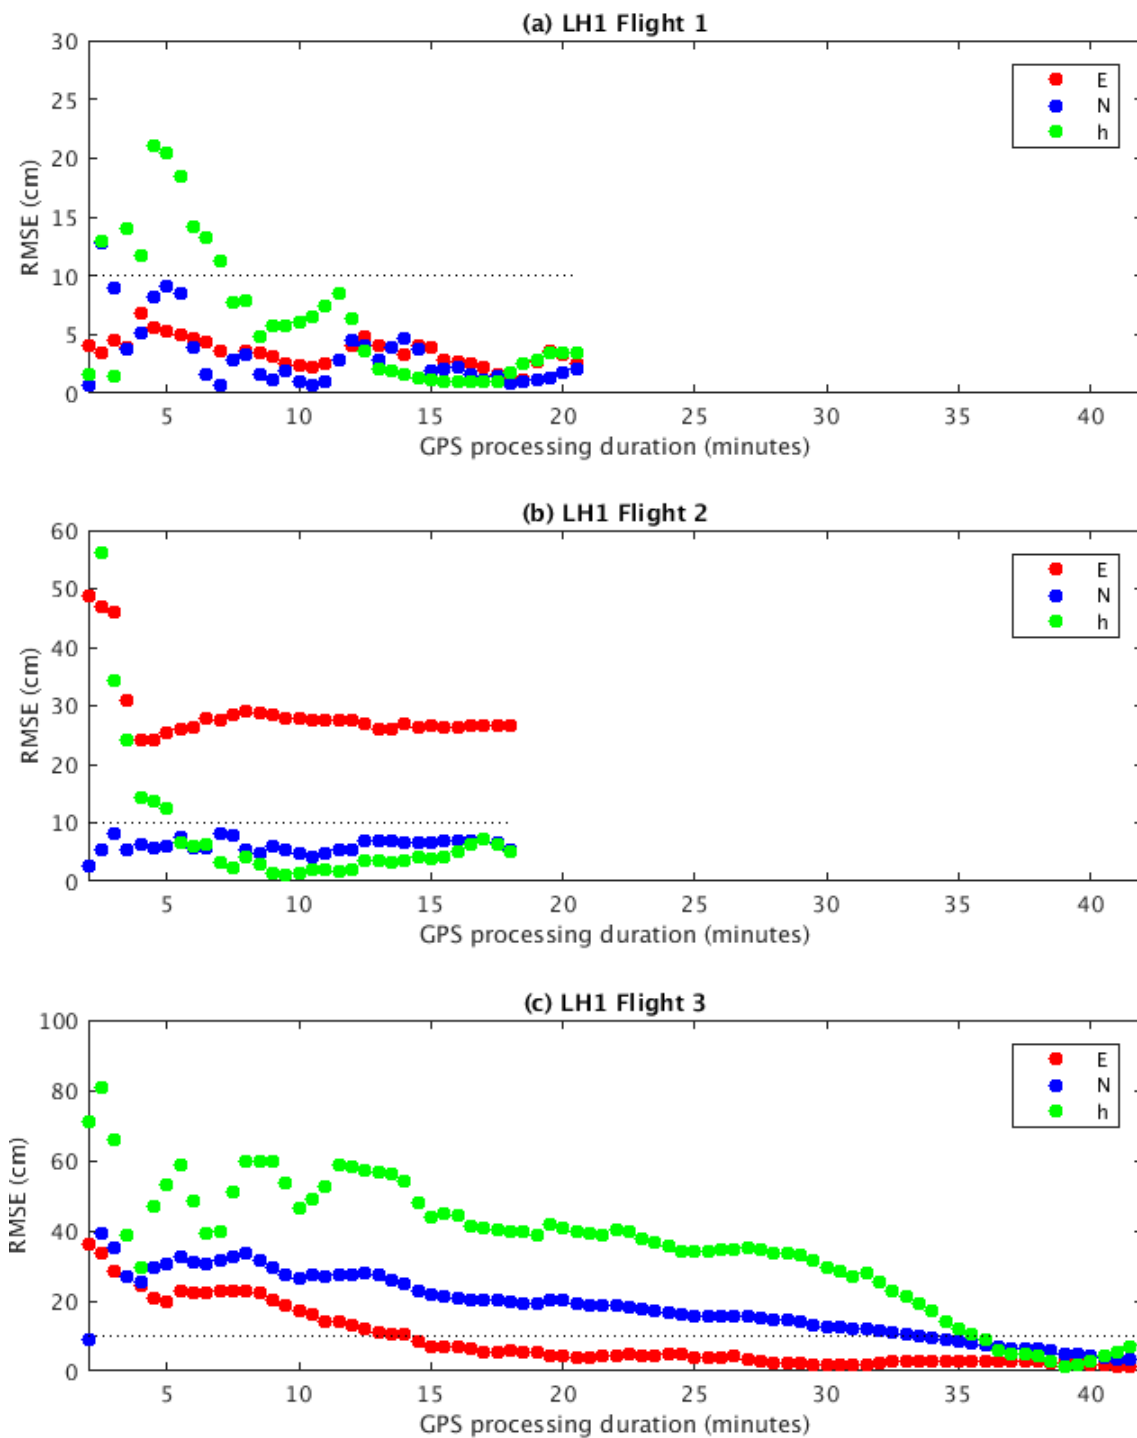 (a) LH1 Flight 1
30
25
20
15
10
5
0
RMSE (cm)
E
N
h
5 10 15 20 25 30 35 40
GPS processing duration (minutes)
(b) LH1 Flight 2
60
50
40
30
20
10
0
RMSE (cm)
E
N
h
5 10 15 20 25 30 35 40
GPS processing duration (minutes)
(c) LH1 Flight 3
100
80
60
40
20
0
RMSE (cm)
E
N
h
5 10 15 20 25 30 35 40
GPS processing duration (minutes)